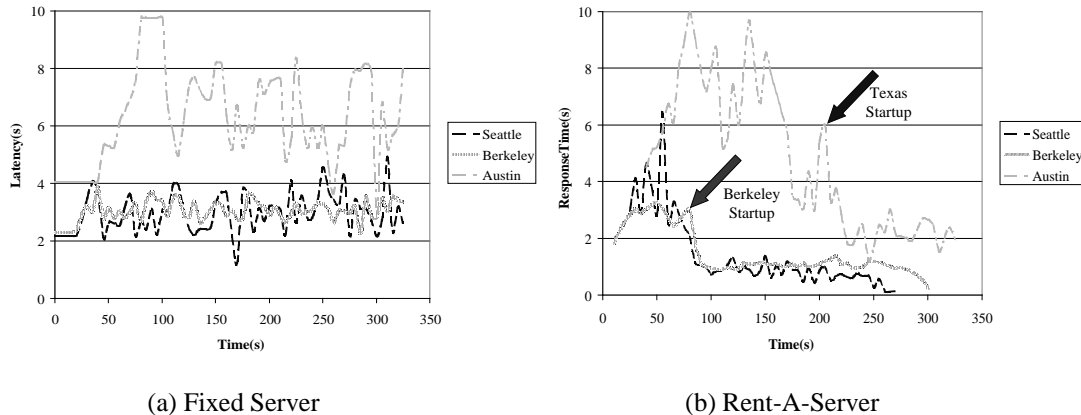 10
8
6
4
2
0
Latency(s)
0 50 100 150 200 250 300 350
Time(s)
Seattle
Berkeley
Austin
(a) Fixed Server
10
8
6
4
2
0
ResponseTime(s)
0 50 100 150 200 250 300 350
Time(s)
Texas
Startup
Berkeley
Startup
Seattle
Berkeley
Austin
(b) Rent-A-Server